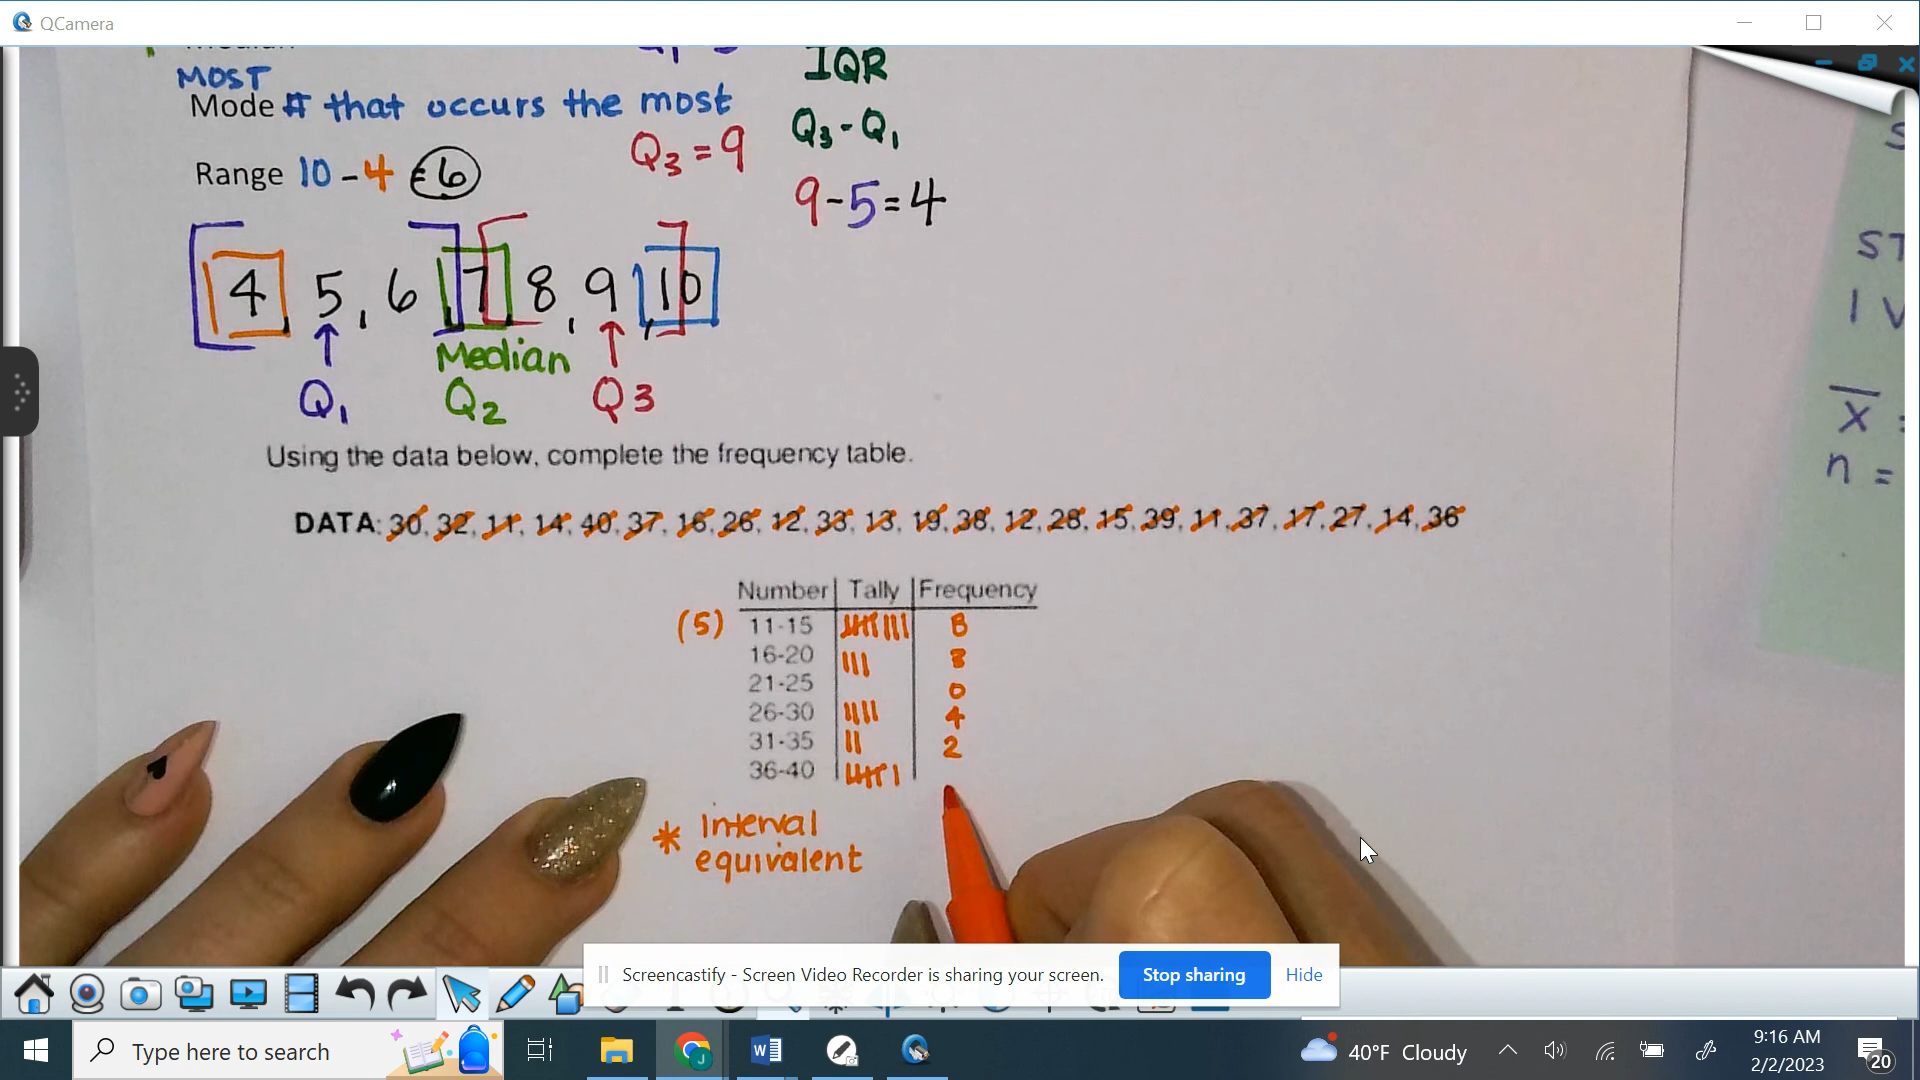 QCamera
MOST
Mode # that occurs the most
Range 10 - 4 = 6
Q3 = 9
IQR
Q3 - Q1
9 - 5 = 4
4, 5, 6, 7, 8, 9, 10
Median
Q1 Q2 Q3
Using the data below, complete the frequency table.
DATA: 30, 32, 11, 14, 40, 37, 16, 26, 12, 33, 13, 19, 38, 12, 28, 15, 39, 11, 37, 17, 27, 14, 36
Number Tally Frequency
(5) 11-15 8
16-20 3
21-25 0
26-30 4
31-35 2
36-40
* Interval
equivalent
x̄ =
n =
Screencastify - Screen Video Recorder is sharing your screen. Stop sharing Hide
Type here to search
40°F Cloudy
9:16 AM
2/2/2023
20